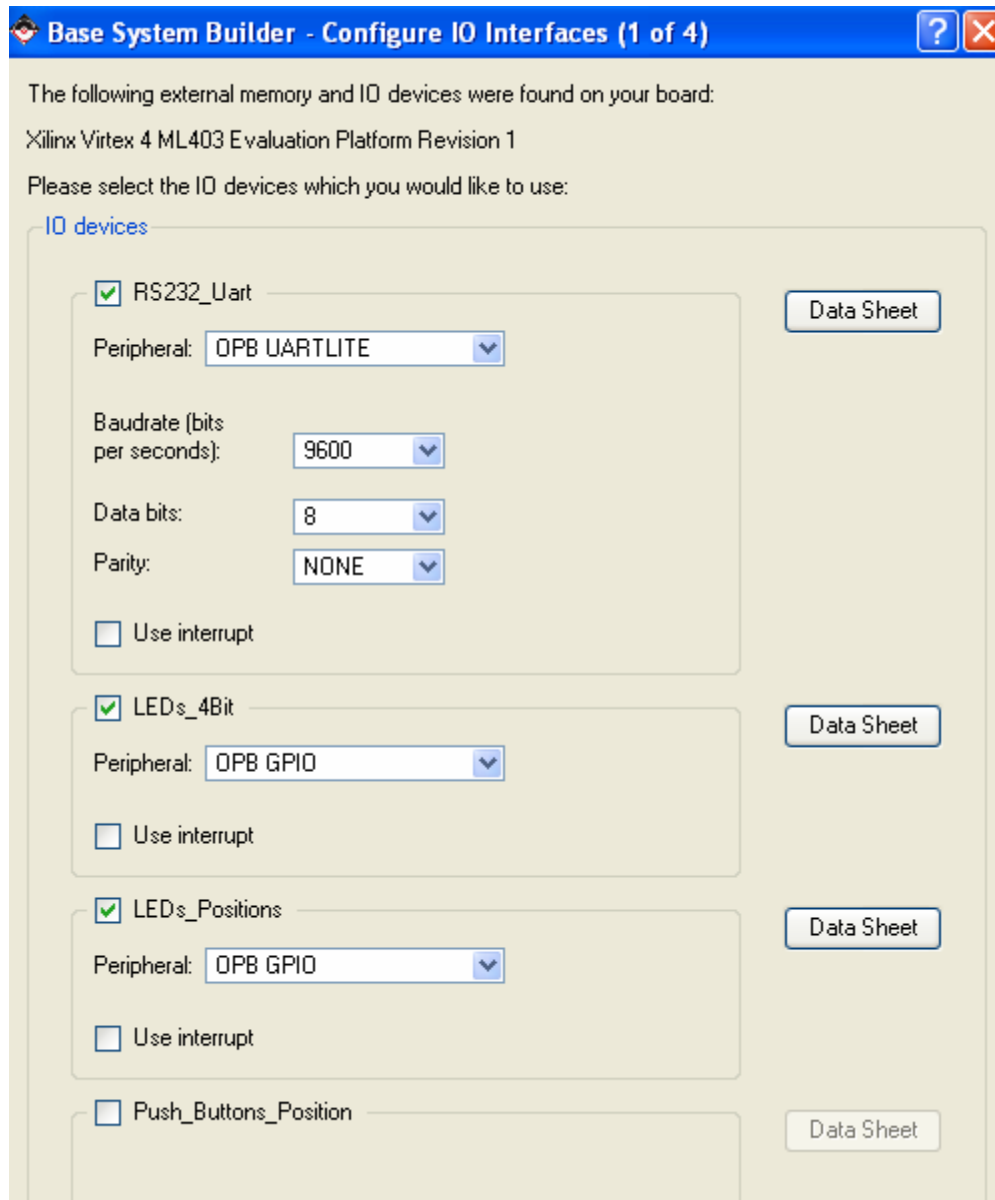 Base System Builder - Configure IO Interfaces (1 of 4)
The following external memory and IO devices were found on your board:
Xilinx Virtex 4 ML403 Evaluation Platform Revision 1
Please select the IO devices which you would like to use:
IO devices
RS232_Uart
Data Sheet
Peripheral: OPB UARTLITE
Baudrate (bits
per seconds): 9600
Data bits: 8
Parity: NONE
Use interrupt
LEDs_4Bit
Data Sheet
Peripheral: OPB GPIO
Use interrupt
LEDs_Positions
Data Sheet
Peripheral: OPB GPIO
Use interrupt
Push_Buttons_Position
Data Sheet